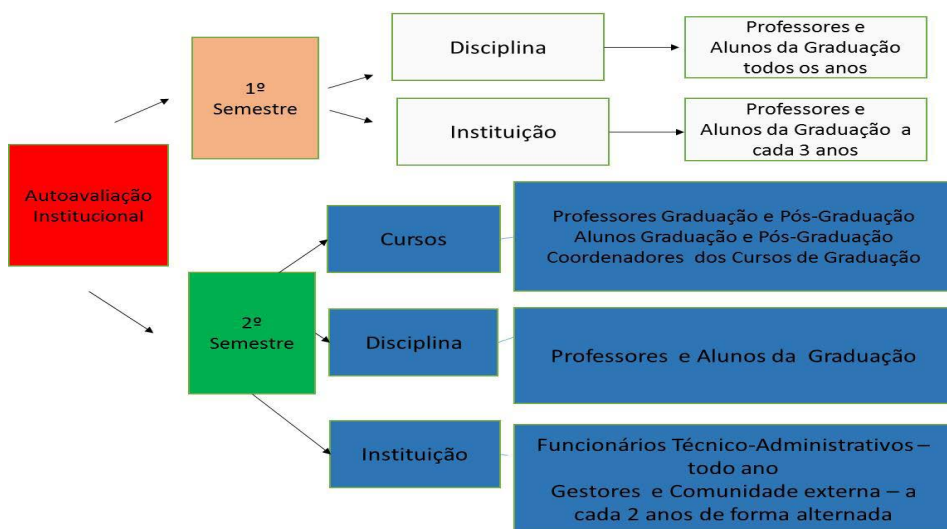 Autoavaliação
Institucional
1º
Semestre
Disciplina
Professores e
Alunos da Graduação
todos os anos
Instituição
Professores e
Alunos da Graduação a
cada 3 anos
2º
Semestre
Cursos
Professores Graduação e Pós-Graduação
Alunos Graduação e Pós-Graduação
Coordenadores dos Cursos de Graduação
Disciplina
Professores e Alunos da Graduação
Instituição
Funcionários Técnico-Administrativos –
todo ano
Gestores e Comunidade externa – a
cada 2 anos de forma alternada